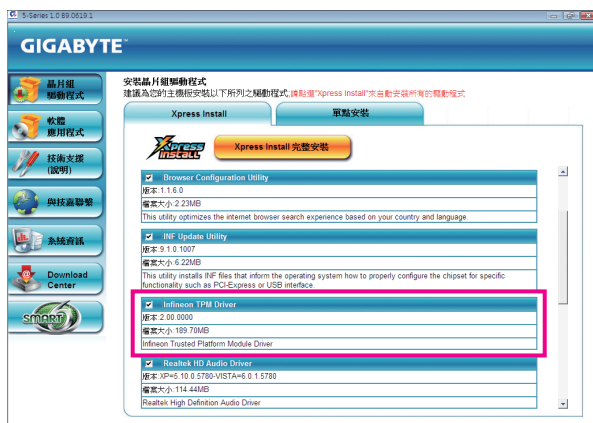 5-Series 1.0 B9.0619.1
GIGABYTE™
晶片組
驅動程式
軟體
應用程式
技術支援
(說明)
與技嘉聯繫
系統資訊
Download
Center
SMART
安裝晶片組驅動程式
建議為您的主機板安裝以下所列之驅動程式,請點選"Xpress Install"來自動安裝所有的驅動程式
Xpress Install
單點安裝
Xpress
INSTALL
Xpress Install 完整安裝
Browser Configuration Utility
版本:1.1.6.0
檔案大小:2.23MB
This utility optimizes the internet browser search experience based on your country and language.
INF Update Utility
版本:9.1.0.1007
檔案大小:6.22MB
This utility installs INF files that inform the operating system how to properly configure the chipset for specific
functionality such as PCI-Express or USB interface.
Infineon TPM Driver
版本:2.00.0000
檔案大小:189.70MB
Infineon Trusted Platform Module Driver
Realtek HD Audio Driver
版本:XP=5.10.0.5780-VISTA=6.0.1.5780
檔案大小:114.44MB
Realtek High Definition Audio Driver